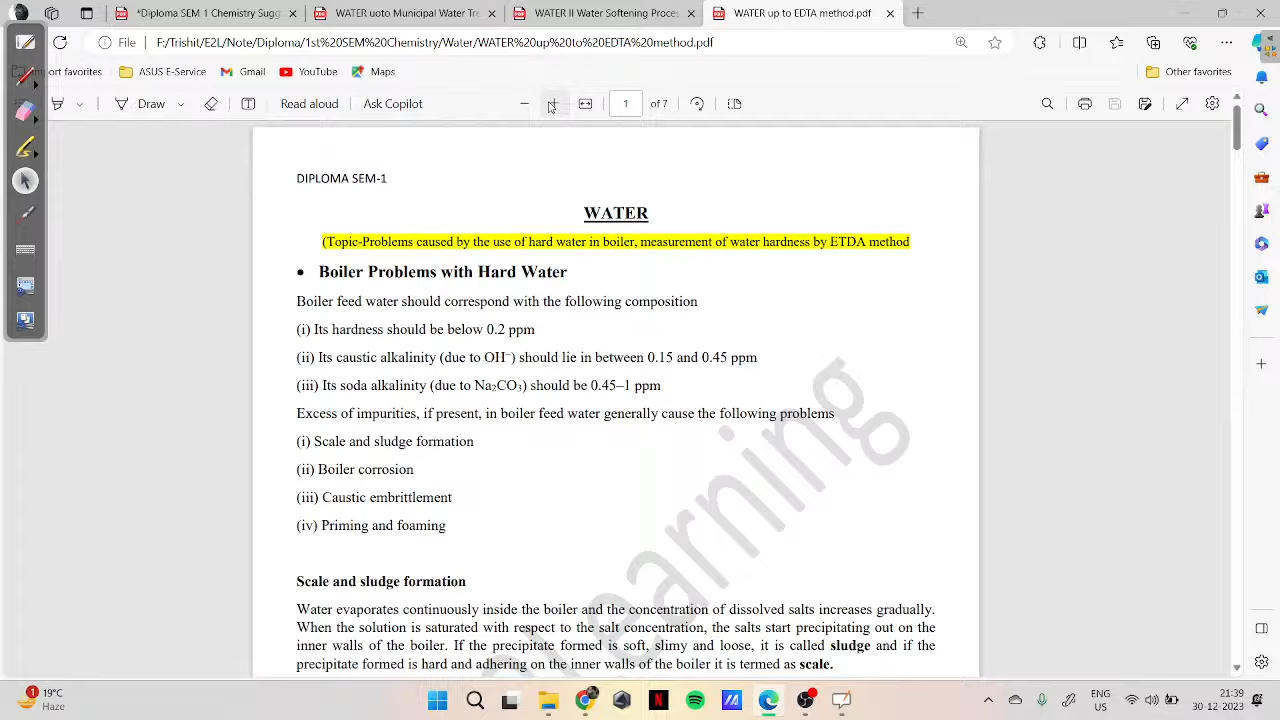 *Diploma SEM 1 Chemistry Sugg
WATER uoto Municipal Water Tre
WATER II Water Softening Proces
WATER up to EDTA method.pdf
File
F:/Trishit/E2L/Note/Diploma/1st%20SEM%20Chemistry/Water/WATER%20up%20to%20EDTA%20method.pdf
Import favorites
ASUS E-Service
Gmail
YouTube
Maps
Other favorites
Draw
Read aloud
Ask Copilot
1
of 7
DIPLOMA SEM-1
WATER
(Topic-Problems caused by the use of hard water in boiler, measurement of water hardness by ETDA method
• Boiler Problems with Hard Water
Boiler feed water should correspond with the following composition
(i) Its hardness should be below 0.2 ppm
(ii) Its caustic alkalinity (due to OH⁻) should lie in between 0.15 and 0.45 ppm
(iii) Its soda alkalinity (due to Na₂CO₃) should be 0.45–1 ppm
Excess of impurities, if present, in boiler feed water generally cause the following problems
(i) Scale and sludge formation
(ii) Boiler corrosion
(iii) Caustic embrittlement
(iv) Priming and foaming
Scale and sludge formation
Water evaporates continuously inside the boiler and the concentration of dissolved salts increases gradually.
When the solution is saturated with respect to the salt concentration, the salts start precipitating out on the
inner walls of the boiler. If the precipitate formed is soft, slimy and loose, it is called sludge and if the
precipitate formed is hard and adhering on the inner walls of the boiler it is termed as scale.
Learning
1
19°C
Haze
ENG
21:39
30-12-2023